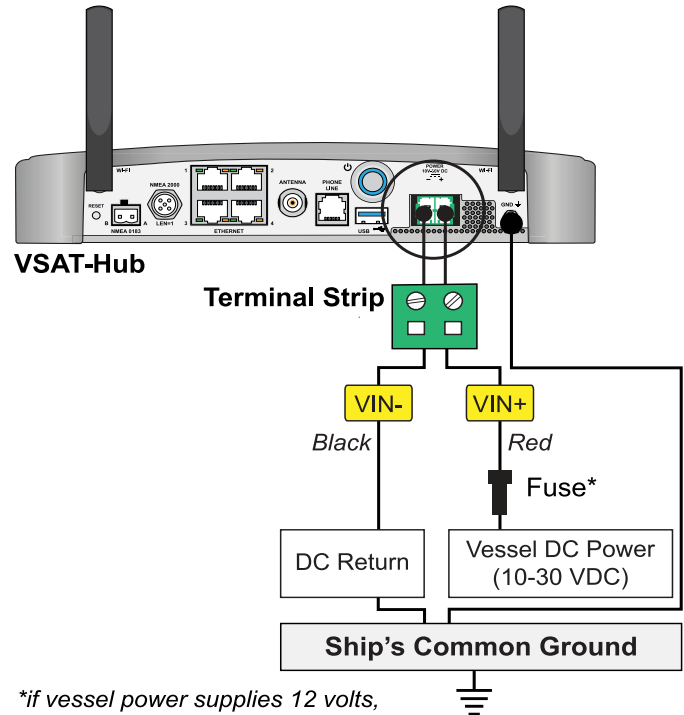 WI-FI
NMEA 2000
1
2
ANTENNA
PHONE
LINE
POWER
10V-30V DC
– +
WI-FI
RESET
B
A
NMEA 0183
LEN=1
3
ETHERNET
4
USB
GND
VSAT-Hub
Terminal Strip
VIN-
VIN+
Black
Red
Fuse*
DC Return
Vessel DC Power
(10-30 VDC)
Ship's Common Ground
*if vessel power supplies 12 volts,